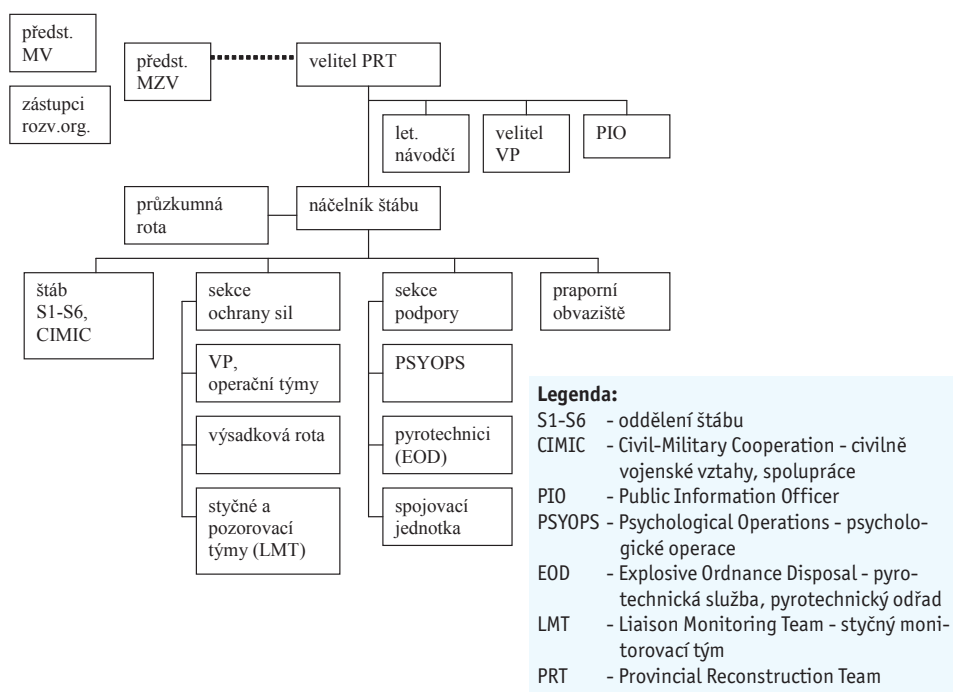 předst.
MV
zástupci
rozv.org.
předst.
MZV
velitel PRT
let.
návodčí
velitel
VP
PIO
průzkumná
rota
náčelník štábu
štáb
S1-S6,
CIMIC
sekce
ochrany sil
sekce
podpory
praporní
obvaziště
VP,
operační týmy
PSYOPS
výsadková rota
pyrotechnici
(EOD)
styčné a
pozorovací
týmy (LMT)
spojovací
jednotka
Legenda:
S1-S6 - oddělení štábu
CIMIC - Civil-Military Cooperation - civilně
vojenské vztahy, spolupráce
PIO - Public Information Officer
PSYOPS - Psychological Operations - psycholo-
gické operace
EOD - Explosive Ordnance Disposal - pyro-
technická služba, pyrotechnický odřad
LMT - Liaison Monitoring Team - styčný moni-
torovací tým
PRT - Provincial Reconstruction Team